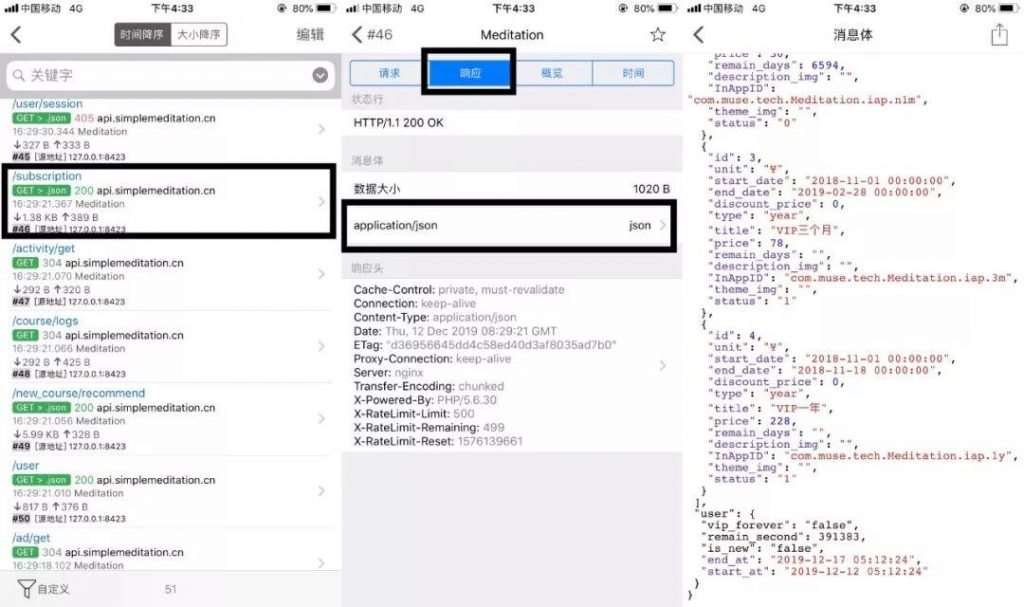 中国移动 4G 下午4:33 80%
时间降序 大小降序 编辑
关键字
/user/session
GET > .json 405 api.simplemeditation.cn
16:29:30.344 Meditation
↓327 B ↑333 B
#45 [源地址] 127.0.0.1:8423
/subscription
GET > .json 200 api.simplemeditation.cn
16:29:21.367 Meditation
↓1.38 KB ↑389 B
#46 [源地址] 127.0.0.1:8423
/activity/get
GET 304 api.simplemeditation.cn
16:29:21.070 Meditation
↓292 B ↑320 B
#47 [源地址] 127.0.0.1:8423
/course/logs
GET 304 api.simplemeditation.cn
16:29:21.066 Meditation
↓292 B ↑425 B
#48 [源地址] 127.0.0.1:8423
/new_course/recommend
GET > .json 200 api.simplemeditation.cn
16:29:21.056 Meditation
↓5.99 KB ↑328 B
#49 [源地址] 127.0.0.1:8423
/user
GET > .json 200 api.simplemeditation.cn
16:29:21.010 Meditation
↓817 B ↑376 B
#50 [源地址] 127.0.0.1:8423
/ad/get
GET 304 api.simplemeditation.cn
16:29:18.102 Meditation
自定义 51
中国移动 4G 下午4:33 80%
#46 Meditation
请求 响应 概览 时间
状态行
HTTP/1.1 200 OK
消息体
数据大小 1020 B
application/json json
响应头
Cache-Control: private, must-revalidate
Connection: keep-alive
Content-Type: application/json
Date: Thu, 12 Dec 2019 08:29:21 GMT
ETag: "d36956645dd4c58ed40d3af8035ad7b0"
Proxy-Connection: keep-alive
Server: nginx
Transfer-Encoding: chunked
X-Powered-By: PHP/5.6.30
X-RateLimit-Limit: 500
X-RateLimit-Remaining: 499
X-RateLimit-Reset: 1576139661
中国移动 4G 下午4:33 80%
消息体
"price": 30,
"remain_days": 6594,
"description_img": "",
"InAppID":
"com.muse.tech.Meditation.iap.n1m",
"theme_img": "",
"status": "0"
},
{
"id": 3,
"unit": "¥",
"start_date": "2018-11-01 00:00:00",
"end_date": "2019-02-28 00:00:00",
"discount_price": 0,
"type": "year",
"title": "VIP三个月",
"price": 78,
"remain_days": "",
"description_img": "",
"InAppID": "com.muse.tech.Meditation.iap.3m",
"theme_img": "",
"status": "1"
},
{
"id": 4,
"unit": "¥",
"start_date": "2018-11-01 00:00:00",
"end_date": "2018-11-18 00:00:00",
"discount_price": 0,
"type": "year",
"title": "VIP一年",
"price": 228,
"remain_days": "",
"description_img": "",
"InAppID": "com.muse.tech.Meditation.iap.1y",
"theme_img": "",
"status": "1"
}
],
"user": {
"vip_forever": "false",
"remain_second": 391383,
"is_new": "false",
"end_at": "2019-12-17 05:12:24",
"start_at": "2019-12-12 05:12:24"
}
}